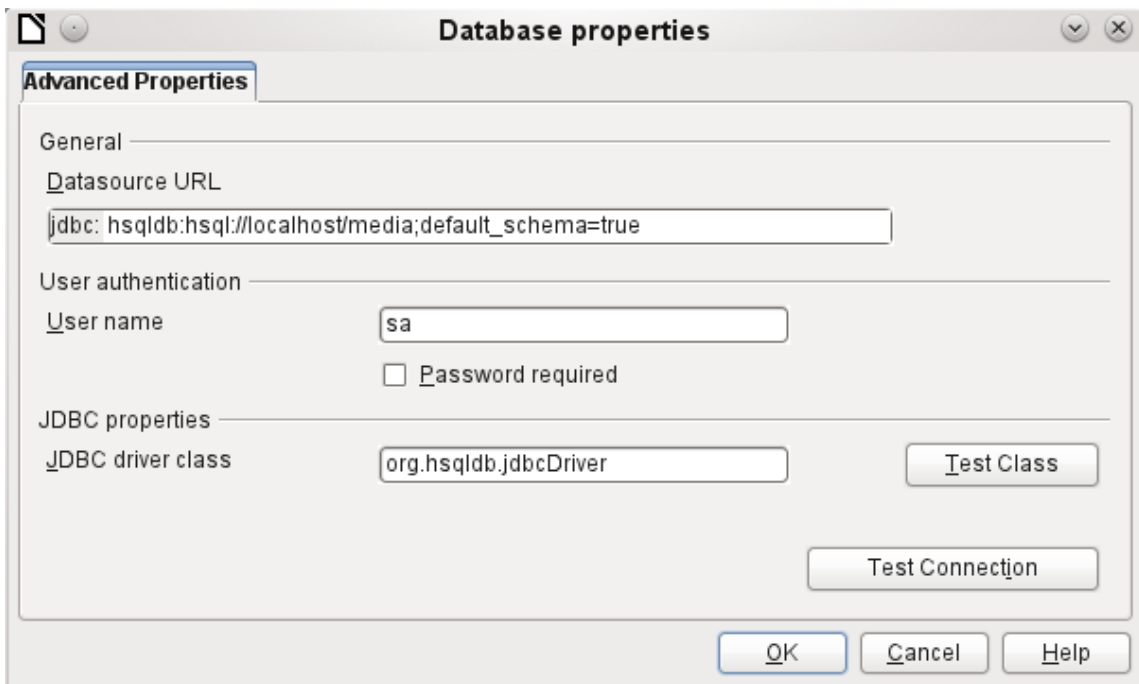 Database properties
Advanced Properties
General
Datasource URL
jdbc: hsqldb:hsql://localhost/media;default_schema=true
User authentication
User name
sa
Password required
JDBC properties
JDBC driver class
org.hsqldb.jdbcDriver
Test Class
Test Connection
OK
Cancel
Help